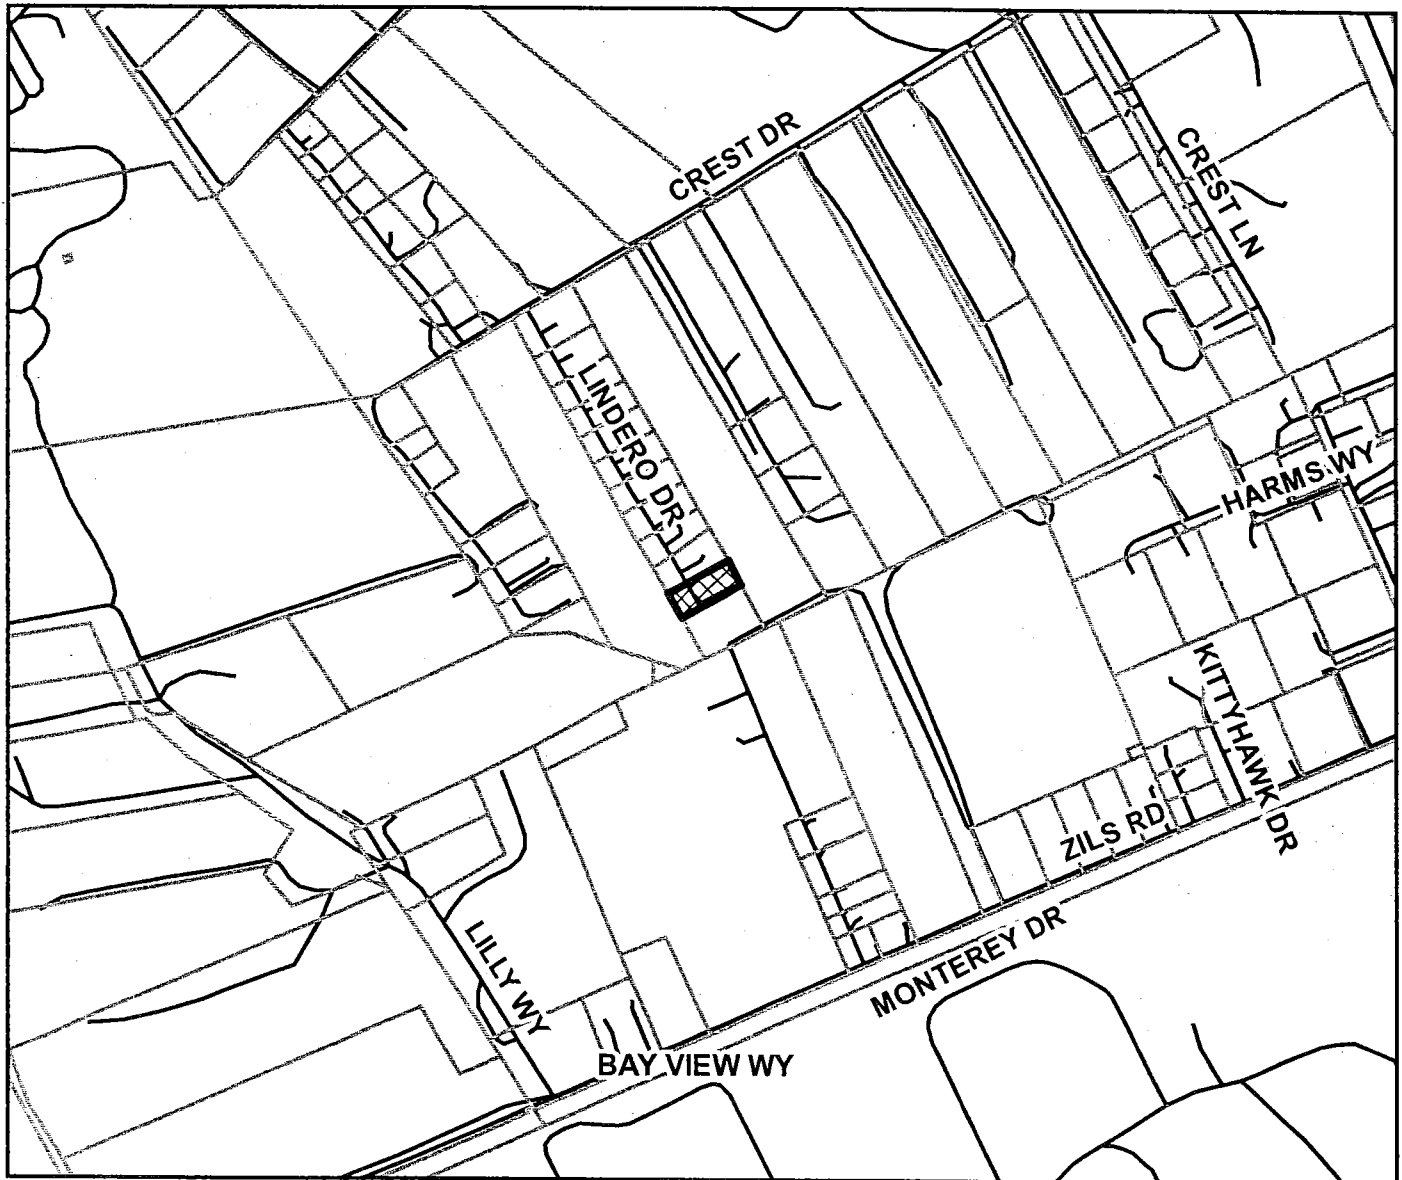 CREST DR
CREST LN
LINDERO DR
HARMS WY
KITTYHAWK DR
ZILS RD
MONTEREY DR
LILLY WY
BAY VIEW WY